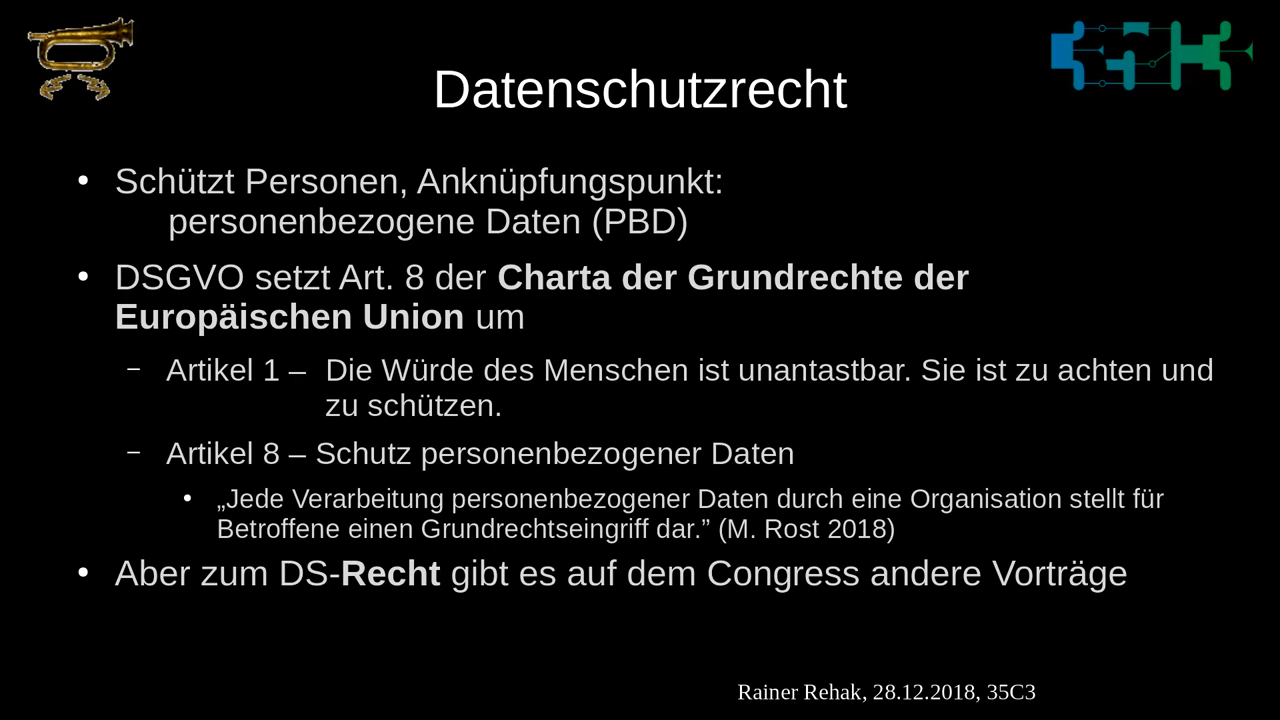 Datenschutzrecht
• Schützt Personen, Anknüpfungspunkt:
personenbezogene Daten (PBD)
• DSGVO setzt Art. 8 der Charta der Grundrechte der
Europäischen Union um
– Artikel 1 – Die Würde des Menschen ist unantastbar. Sie ist zu achten und
zu schützen.
– Artikel 8 – Schutz personenbezogener Daten
• „Jede Verarbeitung personenbezogener Daten durch eine Organisation stellt für
Betroffene einen Grundrechtseingriff dar.” (M. Rost 2018)
• Aber zum DS-Recht gibt es auf dem Congress andere Vorträge
Rainer Rehak, 28.12.2018, 35C3